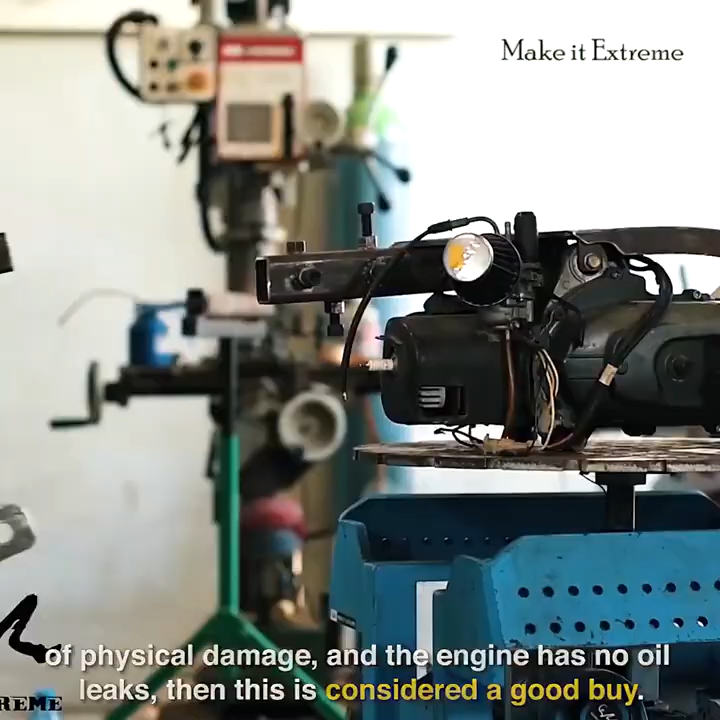 Make it Extreme
of physical damage, and the engine has no oil
leaks, then this is considered a good buy.
REME